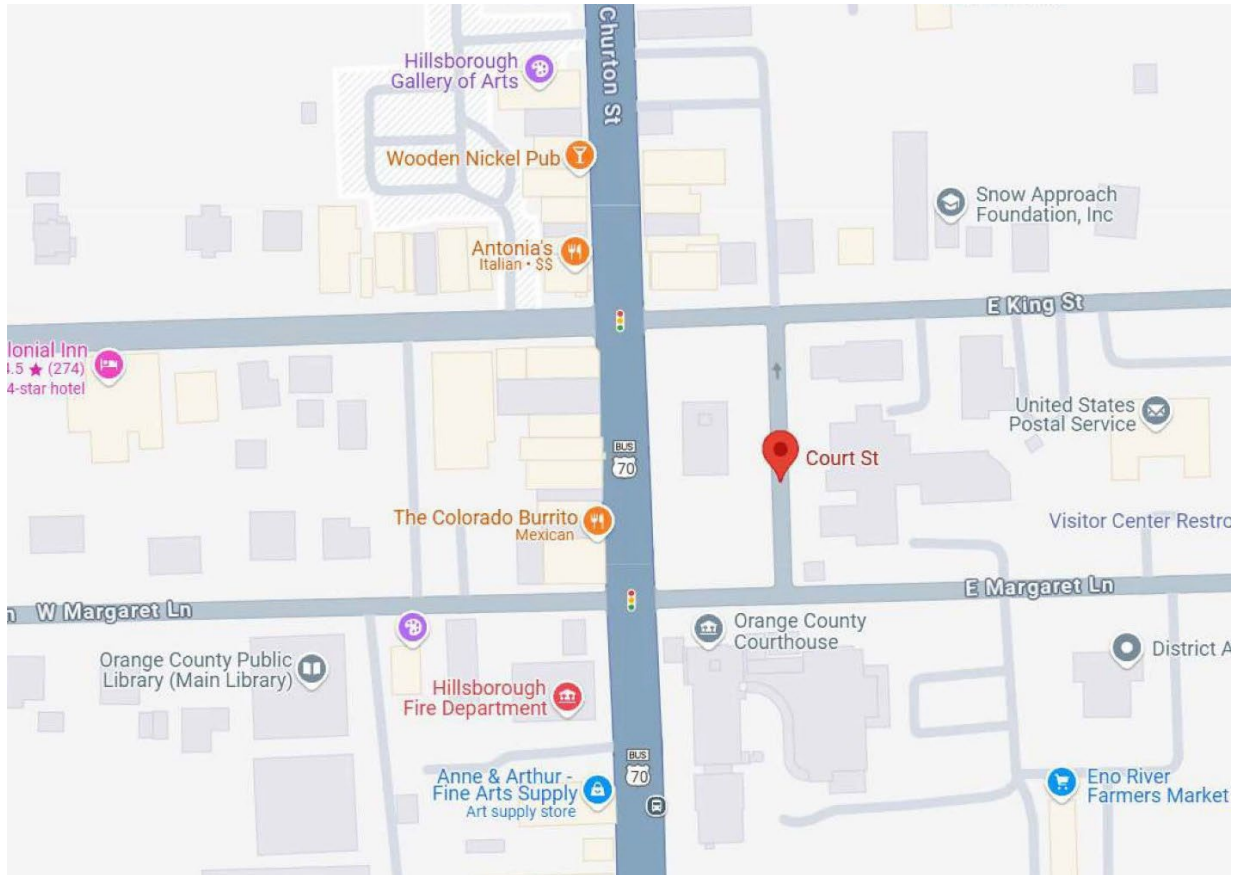 Churton St
Hillsborough
Gallery of Arts
Wooden Nickel Pub
Snow Approach
Foundation, Inc
Antonia's
Italian • $$
E King St
lonial Inn
4.5 ★ (274)
4-star hotel
United States
Postal Service
BUS
70
Court St
The Colorado Burrito
Mexican
Visitor Center Restro
E Margaret Ln
n
W Margaret Ln
Orange County
Courthouse
Orange County Public
Library (Main Library)
District A
Hillsborough
Fire Department
BUS
70
Anne & Arthur -
Fine Arts Supply
Art supply store
Eno River
Farmers Market